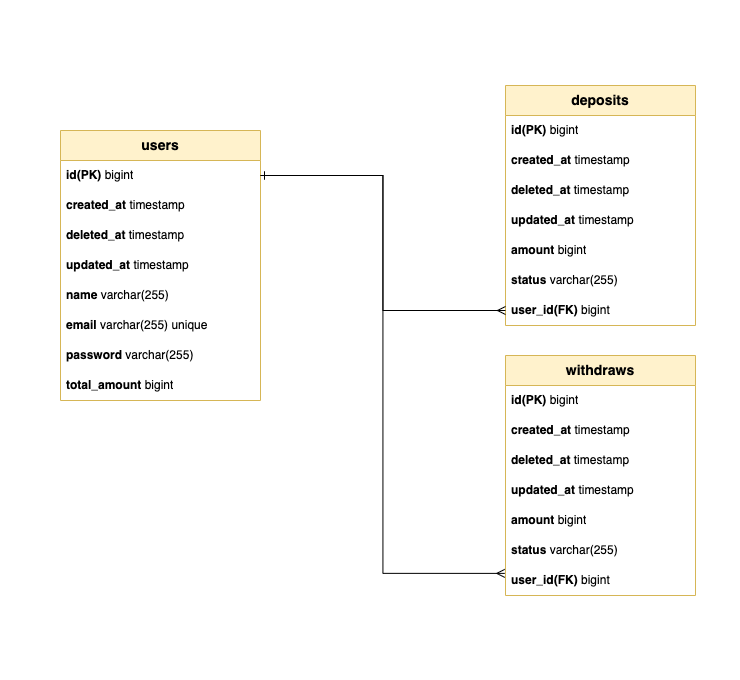 users
id(PK) bigint
created_at timestamp
deleted_at timestamp
updated_at timestamp
name varchar(255)
email varchar(255) unique
password varchar(255)
total_amount bigint
deposits
id(PK) bigint
created_at timestamp
deleted_at timestamp
updated_at timestamp
amount bigint
status varchar(255)
user_id(FK) bigint
withdraws
id(PK) bigint
created_at timestamp
deleted_at timestamp
updated_at timestamp
amount bigint
status varchar(255)
user_id(FK) bigint